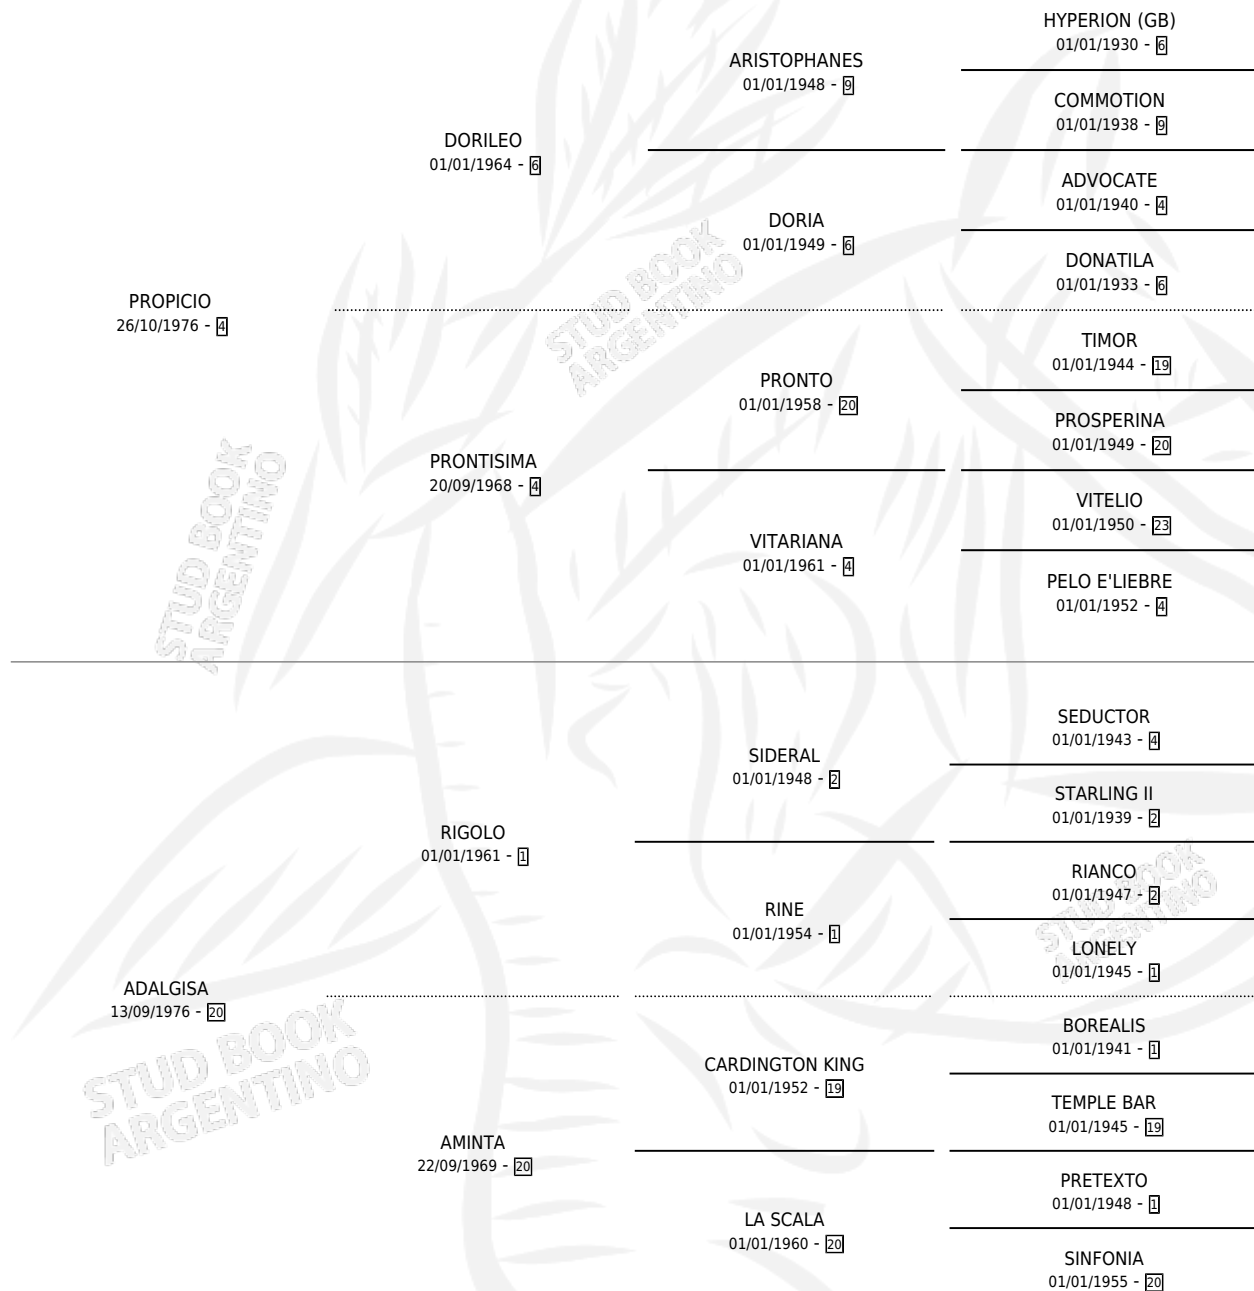 HYPERION (GB)
01/01/1930 - 6
ARISTOPHANES
01/01/1948 - 9
COMMOTION
01/01/1938 - 9
DORILEO
01/01/1964 - 6
ADVOCATE
01/01/1940 - 4
DORIA
01/01/1949 - 6
DONATILA
01/01/1933 - 6
PROPICIO
26/10/1976 - 4
TIMOR
01/01/1944 - 19
PRONTO
01/01/1958 - 20
PROSPERINA
01/01/1949 - 20
PRONTISIMA
20/09/1968 - 4
VITELIO
01/01/1950 - 23
VITARIANA
01/01/1961 - 4
PELO E'LIEBRE
01/01/1952 - 4
SEDUCTOR
01/01/1943 - 4
SIDERAL
01/01/1948 - 2
STARLING II
01/01/1939 - 2
RIGOLO
01/01/1961 - 1
RIANCO
01/01/1947 - 2
RINE
01/01/1954 - 1
LONELY
01/01/1945 - 1
ADALGISA
13/09/1976 - 20
BOREALIS
01/01/1941 - 1
CARDINGTON KING
01/01/1952 - 19
TEMPLE BAR
01/01/1945 - 19
AMINTA
22/09/1969 - 20
PRETEXTO
01/01/1948 - 1
LA SCALA
01/01/1960 - 20
SINFONIA
01/01/1955 - 20
STUD BOOK
ARGENTINO
STUD BOOK
ARGENTINO
STUD BOOK
ARGENTINO
STUD BOOK
ARGENTINO